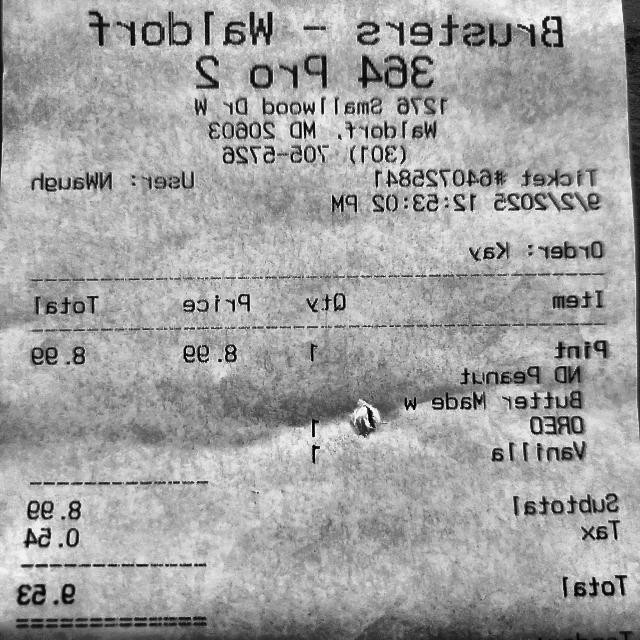 Brusters - Waldorf
364 Pro 2
1276 Smallwood Dr W
Waldorf, MD 20603
(301) 705-5726
Ticket #640725841 User: NWaugh
9/2/2025 12:53:02 PM
Order: Kay
Item Qty Price Total
Pint 1 8.99 8.99
ND Peanut
Butter Made w
OREO 1
Vanilla 1
Subtotal 8.99
Tax 0.54
Total 9.53